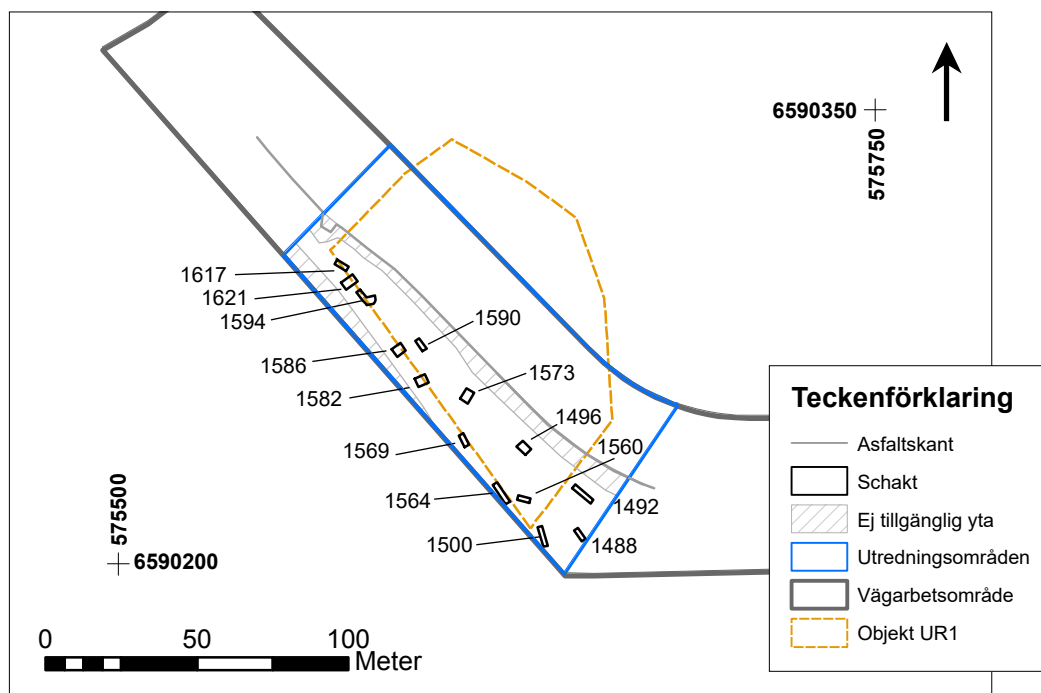 6590350
575750
1617
1621
1594
1590
1586
1573
1582
1496
1569
1560
1564
1492
1500
1488
575500
6590200
0 50 100
Meter
Teckenförklaring
Asfaltskant
Schakt
Ej tillgänglig yta
Utredningsområden
Vägarbetsområde
Objekt UR1